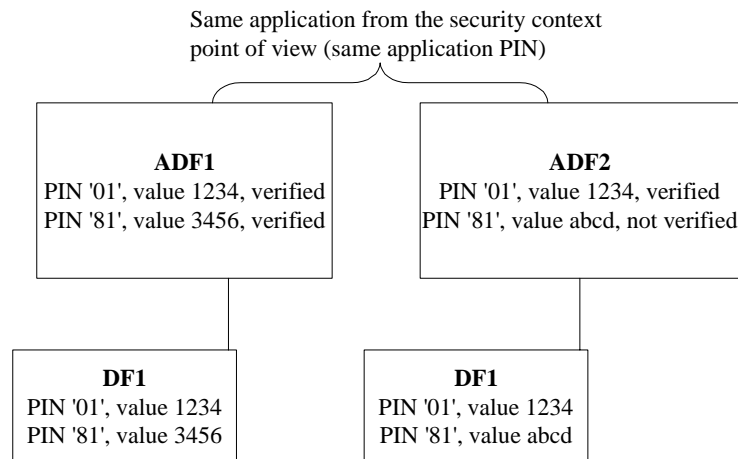 Same application from the security context
point of view (same application PIN)
ADF1
PIN '01', value 1234, verified
PIN '81', value 3456, verified
ADF2
PIN '01', value 1234, verified
PIN '81', value abcd, not verified
DF1
PIN '01', value 1234
PIN '81', value 3456
DF1
PIN '01', value 1234
PIN '81', value abcd